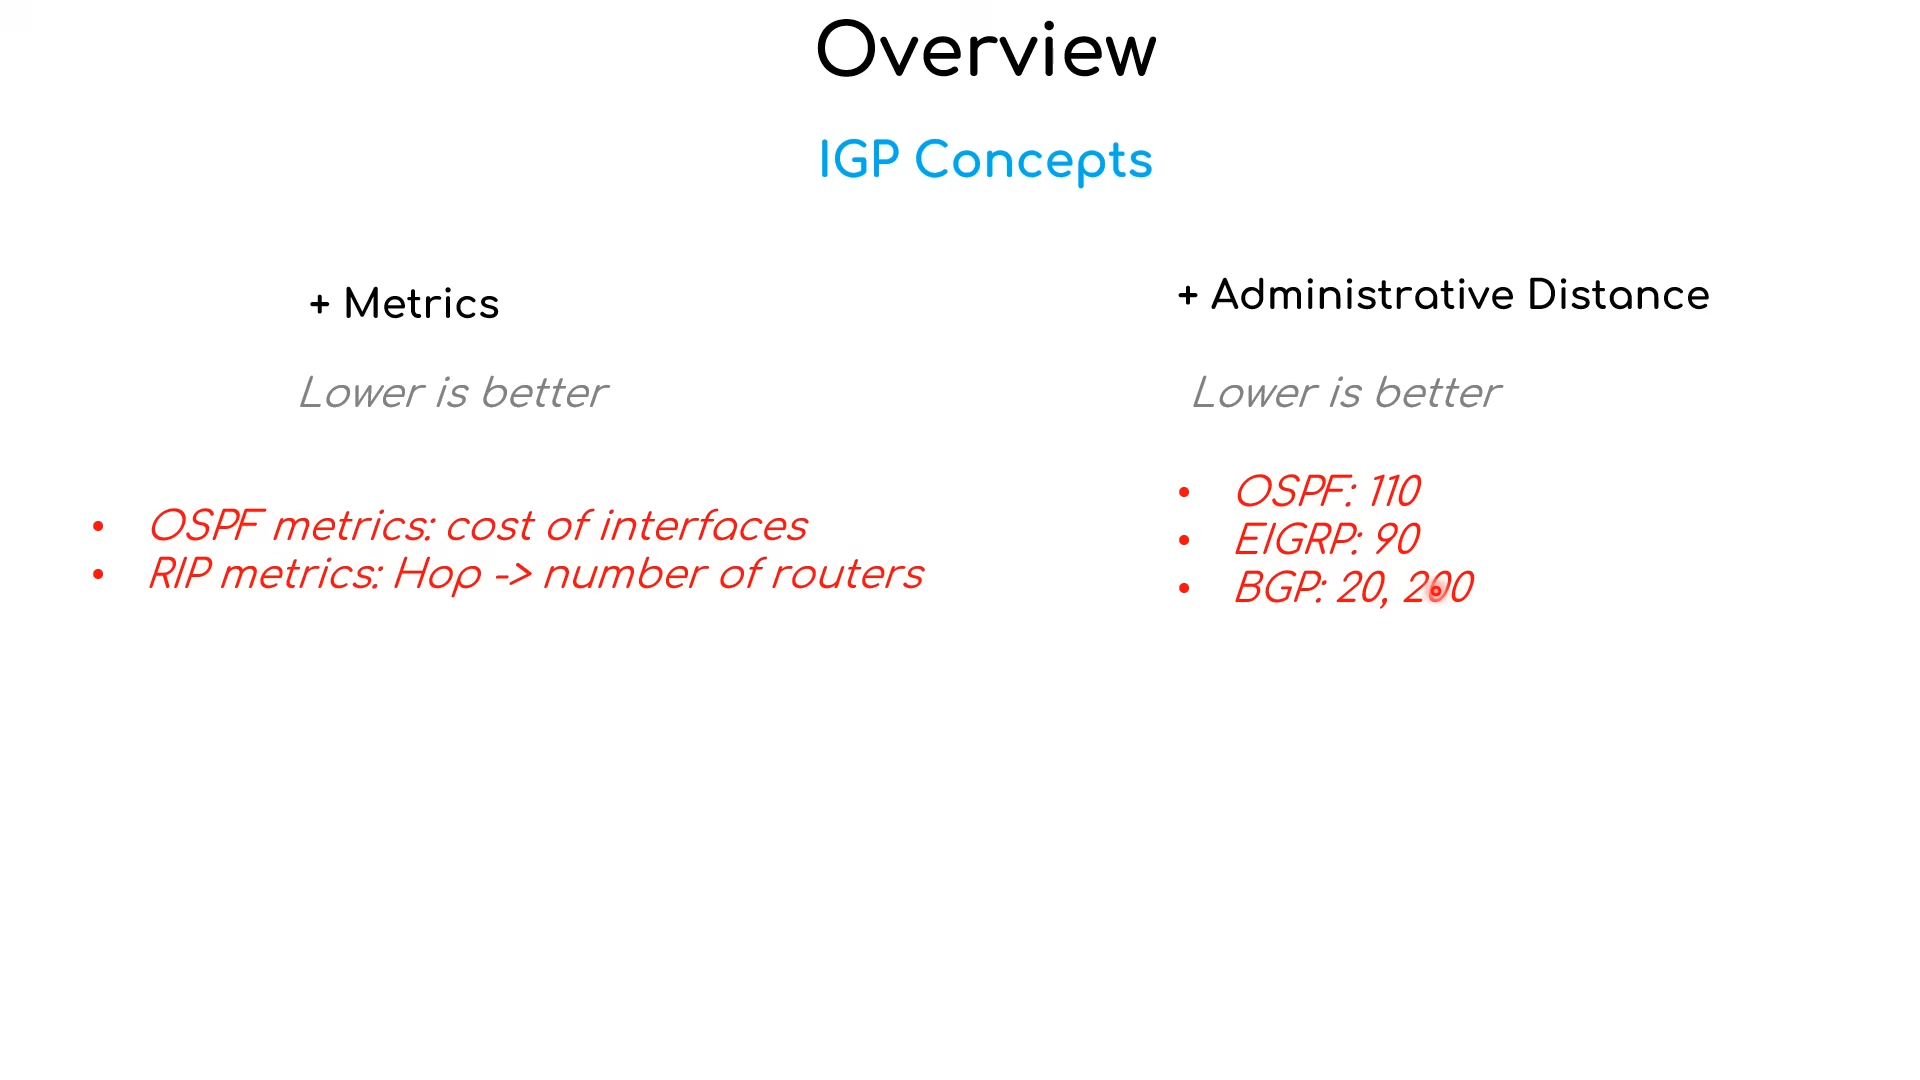 Overview
IGP Concepts
+ Metrics
Lower is better
• OSPF metrics: cost of interfaces
• RIP metrics: Hop -> number of routers
+ Administrative Distance
Lower is better
• OSPF: 110
• EIGRP: 90
• BGP: 20, 200